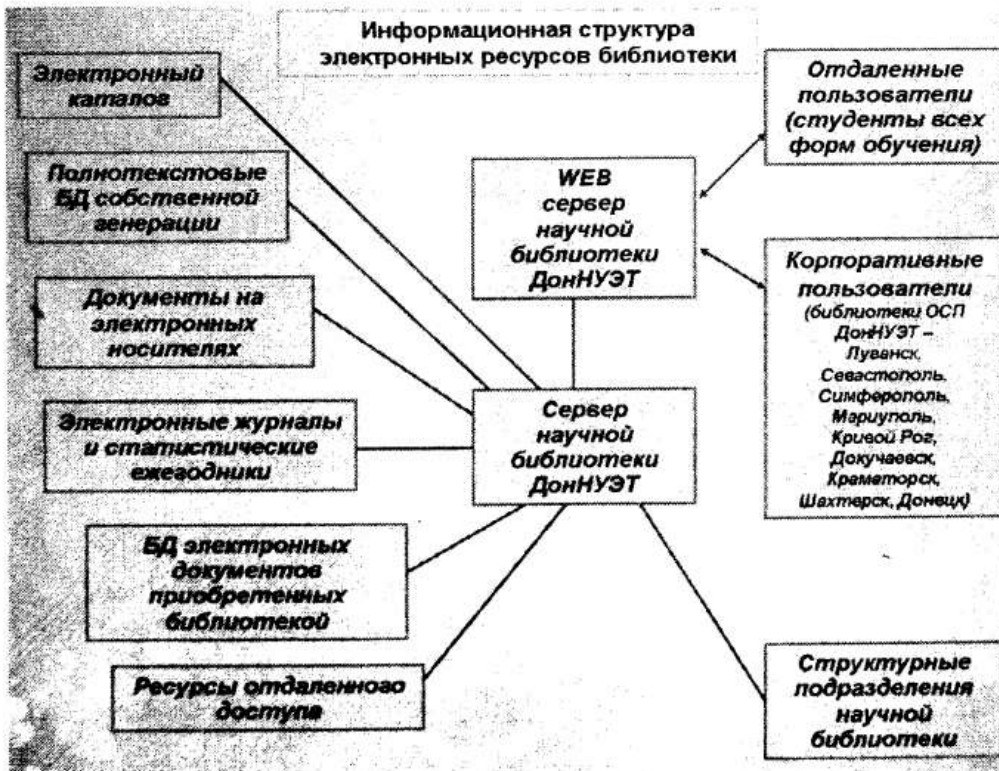 Информационная структура
электронных ресурсов библиотеки
Электронный
каталог
Полнотекстовые
БД собственной
генерации
Документы на
электронных
носителях
Электронные журналы
и статистические
ежегодники
БД электронных
документов
приобретенных
библиотекой
Ресурсы отдаленного
доступа
WEB
сервер
научной
библиотеки
ДонНУЭТ
Сервер
научной
библиотеки
ДонНУЭТ
Отдаленные
пользователи
(студенты всех
форм обучения)
Корпоративные
пользователи
(библиотеки ОСП
ДонНУЭТ –
Луганск,
Севастополь,
Симферополь,
Мариуполь,
Кривой Рог,
Докучаевск,
Краматорск,
Шахтерск, Донецк)
Структурные
подразделения
научной
библиотеки